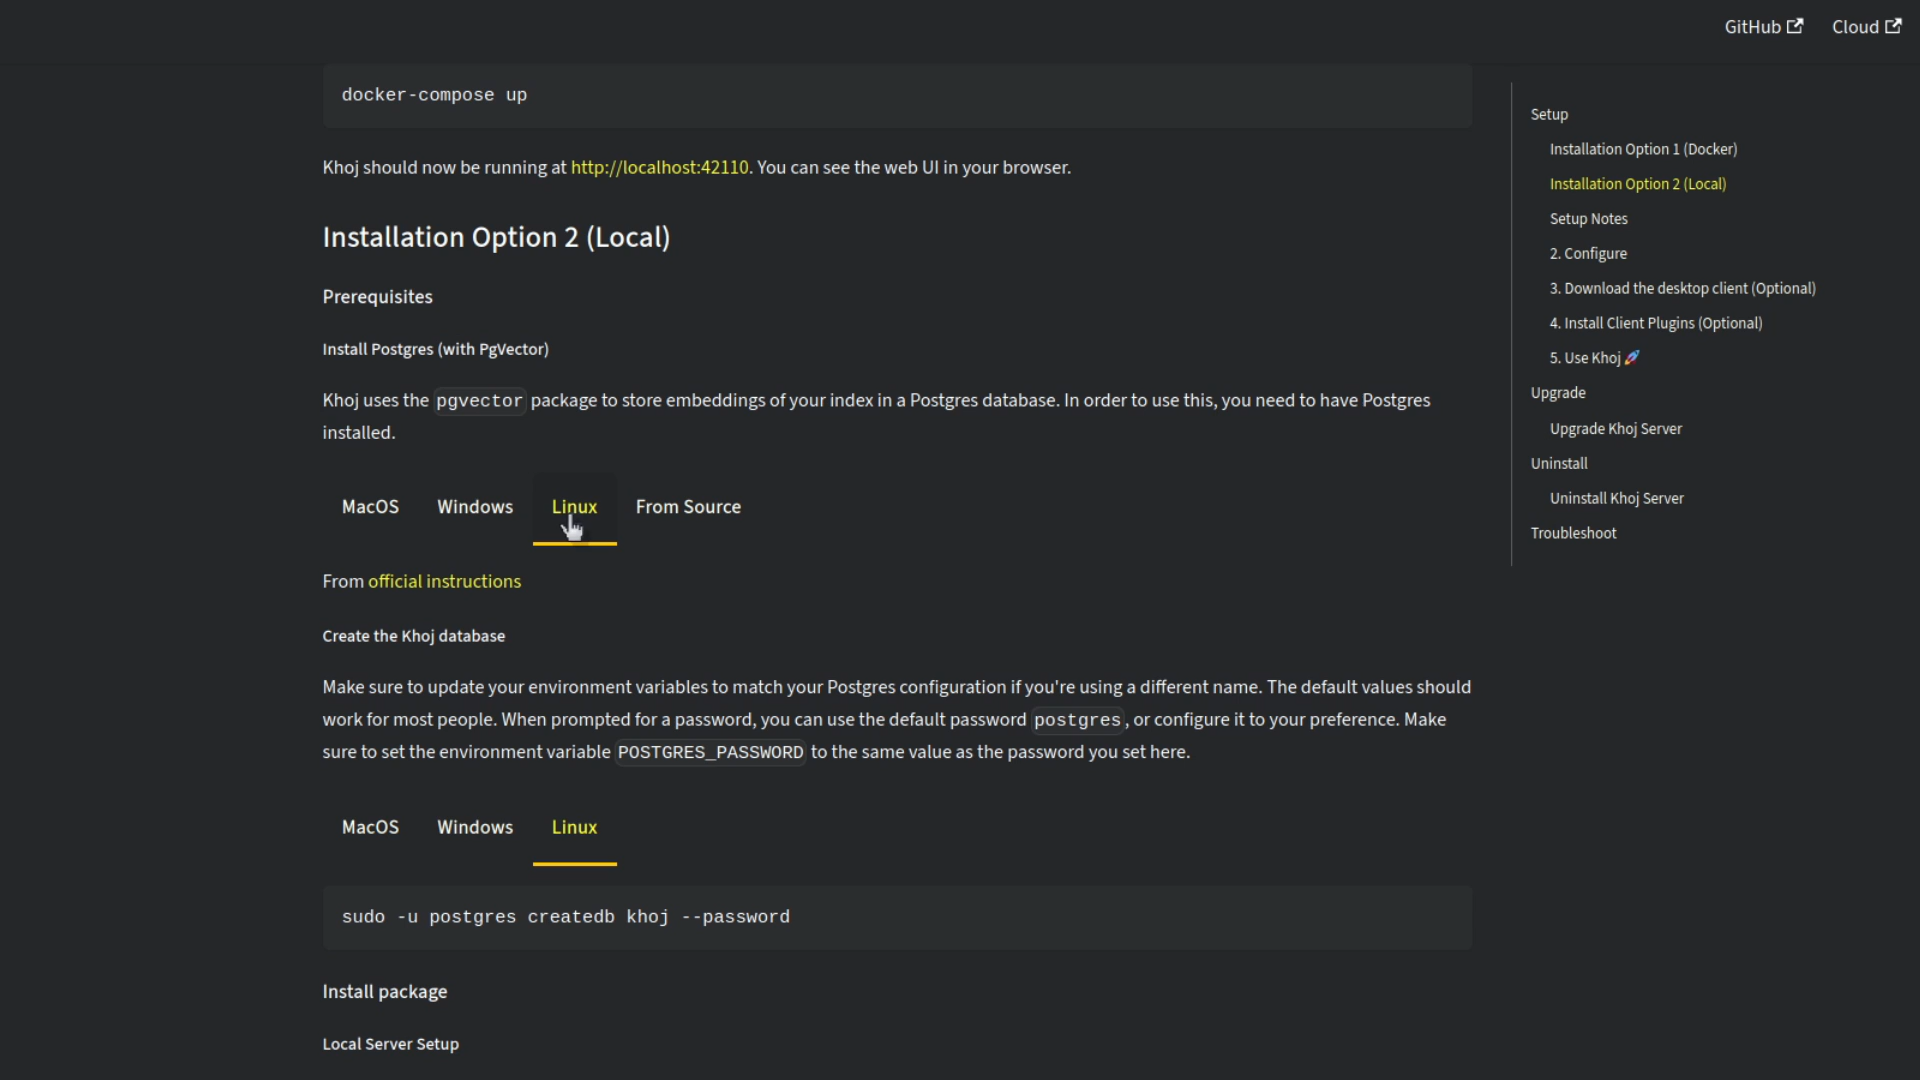 GitHub Cloud
docker-compose up
Khoj should now be running at http://localhost:42110. You can see the web UI in your browser.
Installation Option 2 (Local)
Prerequisites
Install Postgres (with PgVector)
Khoj uses the pgvector package to store embeddings of your index in a Postgres database. In order to use this, you need to have Postgres
installed.
MacOS Windows Linux From Source
From official instructions
Create the Khoj database
Make sure to update your environment variables to match your Postgres configuration if you're using a different name. The default values should
work for most people. When prompted for a password, you can use the default password postgres, or configure it to your preference. Make
sure to set the environment variable POSTGRES_PASSWORD to the same value as the password you set here.
MacOS Windows Linux
sudo -u postgres createdb khoj --password
Install package
Local Server Setup
Setup
Installation Option 1 (Docker)
Installation Option 2 (Local)
Setup Notes
2. Configure
3. Download the desktop client (Optional)
4. Install Client Plugins (Optional)
5. Use Khoj 🚀
Upgrade
Upgrade Khoj Server
Uninstall
Uninstall Khoj Server
Troubleshoot